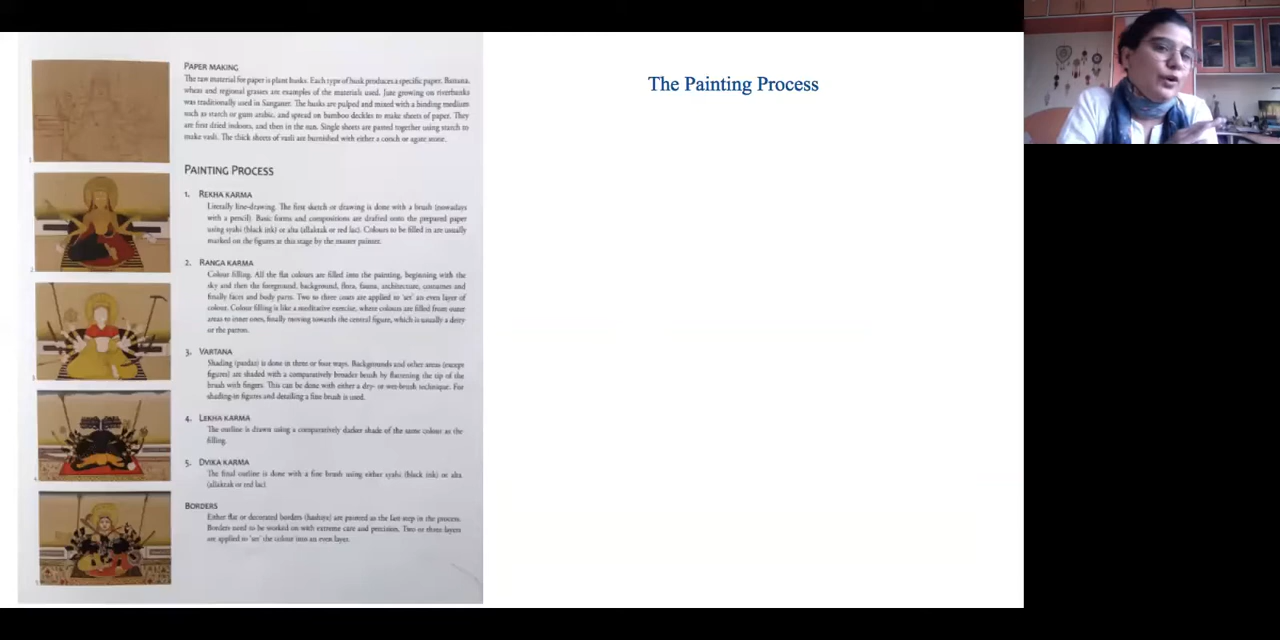 The Painting Process
PAPER MAKING
The raw material for paper is plant husks. Each type of husk produces a specific paper. Banana,
wheat and regional grasses are examples of the materials used. Jute growing on riverbanks
was traditionally used in Sanganer. The husks are pulped and mixed with a binding medium
such as starch or gum arabic, and spread on bamboo deckles to make sheets of paper. They
are first dried indoors, and then in the sun. Single sheets are pasted together using starch to
make vasli. The thick sheets of vasli are burnished with either a conch or agate stone.
PAINTING PROCESS
1. REKHA KARMA
Literally line-drawing. The first sketch or drawing is done with a brush (nowadays
with a pencil). Basic forms and compositions are drafted onto the prepared paper
using syahi (black ink) or alta (allaktak or red lac). Colours to be filled in are usually
marked on the figures at this stage by the master painter.
2. RANGA KARMA
Colour filling. All the flat colours are filled into the painting, beginning with the
sky and then the foreground, background, flora, fauna, architecture, costumes and
finally faces and body parts. Two to three coats are applied to 'set' an even layer of
colour. Colour filling is like a meditative exercise, where colours are filled from outer
areas to inner ones, finally moving towards the central figure, which is usually a deity
or the patron.
3. VARTANA
Shading (pardaz) is done in three or four ways. Backgrounds and other areas (except
figures) are shaded with a comparatively broader brush by flattening the tip of the
brush with fingers. This can be done with either a dry- or wet-brush technique. For
shading-in figures and detailing a fine brush is used.
4. LEKHA KARMA
The outline is drawn using a comparatively darker shade of the same colour as the
filling.
5. DVIKA KARMA
The final outline is done with a fine brush using either syahi (black ink) or alta
(allaktak or red lac).
BORDERS
Either flat or decorated borders (hashiya) are painted as the last step in the process.
Borders need to be worked on with extreme care and precision. Two or three layers
are applied to 'set' the colour into an even layer.
1
2
3
4
5